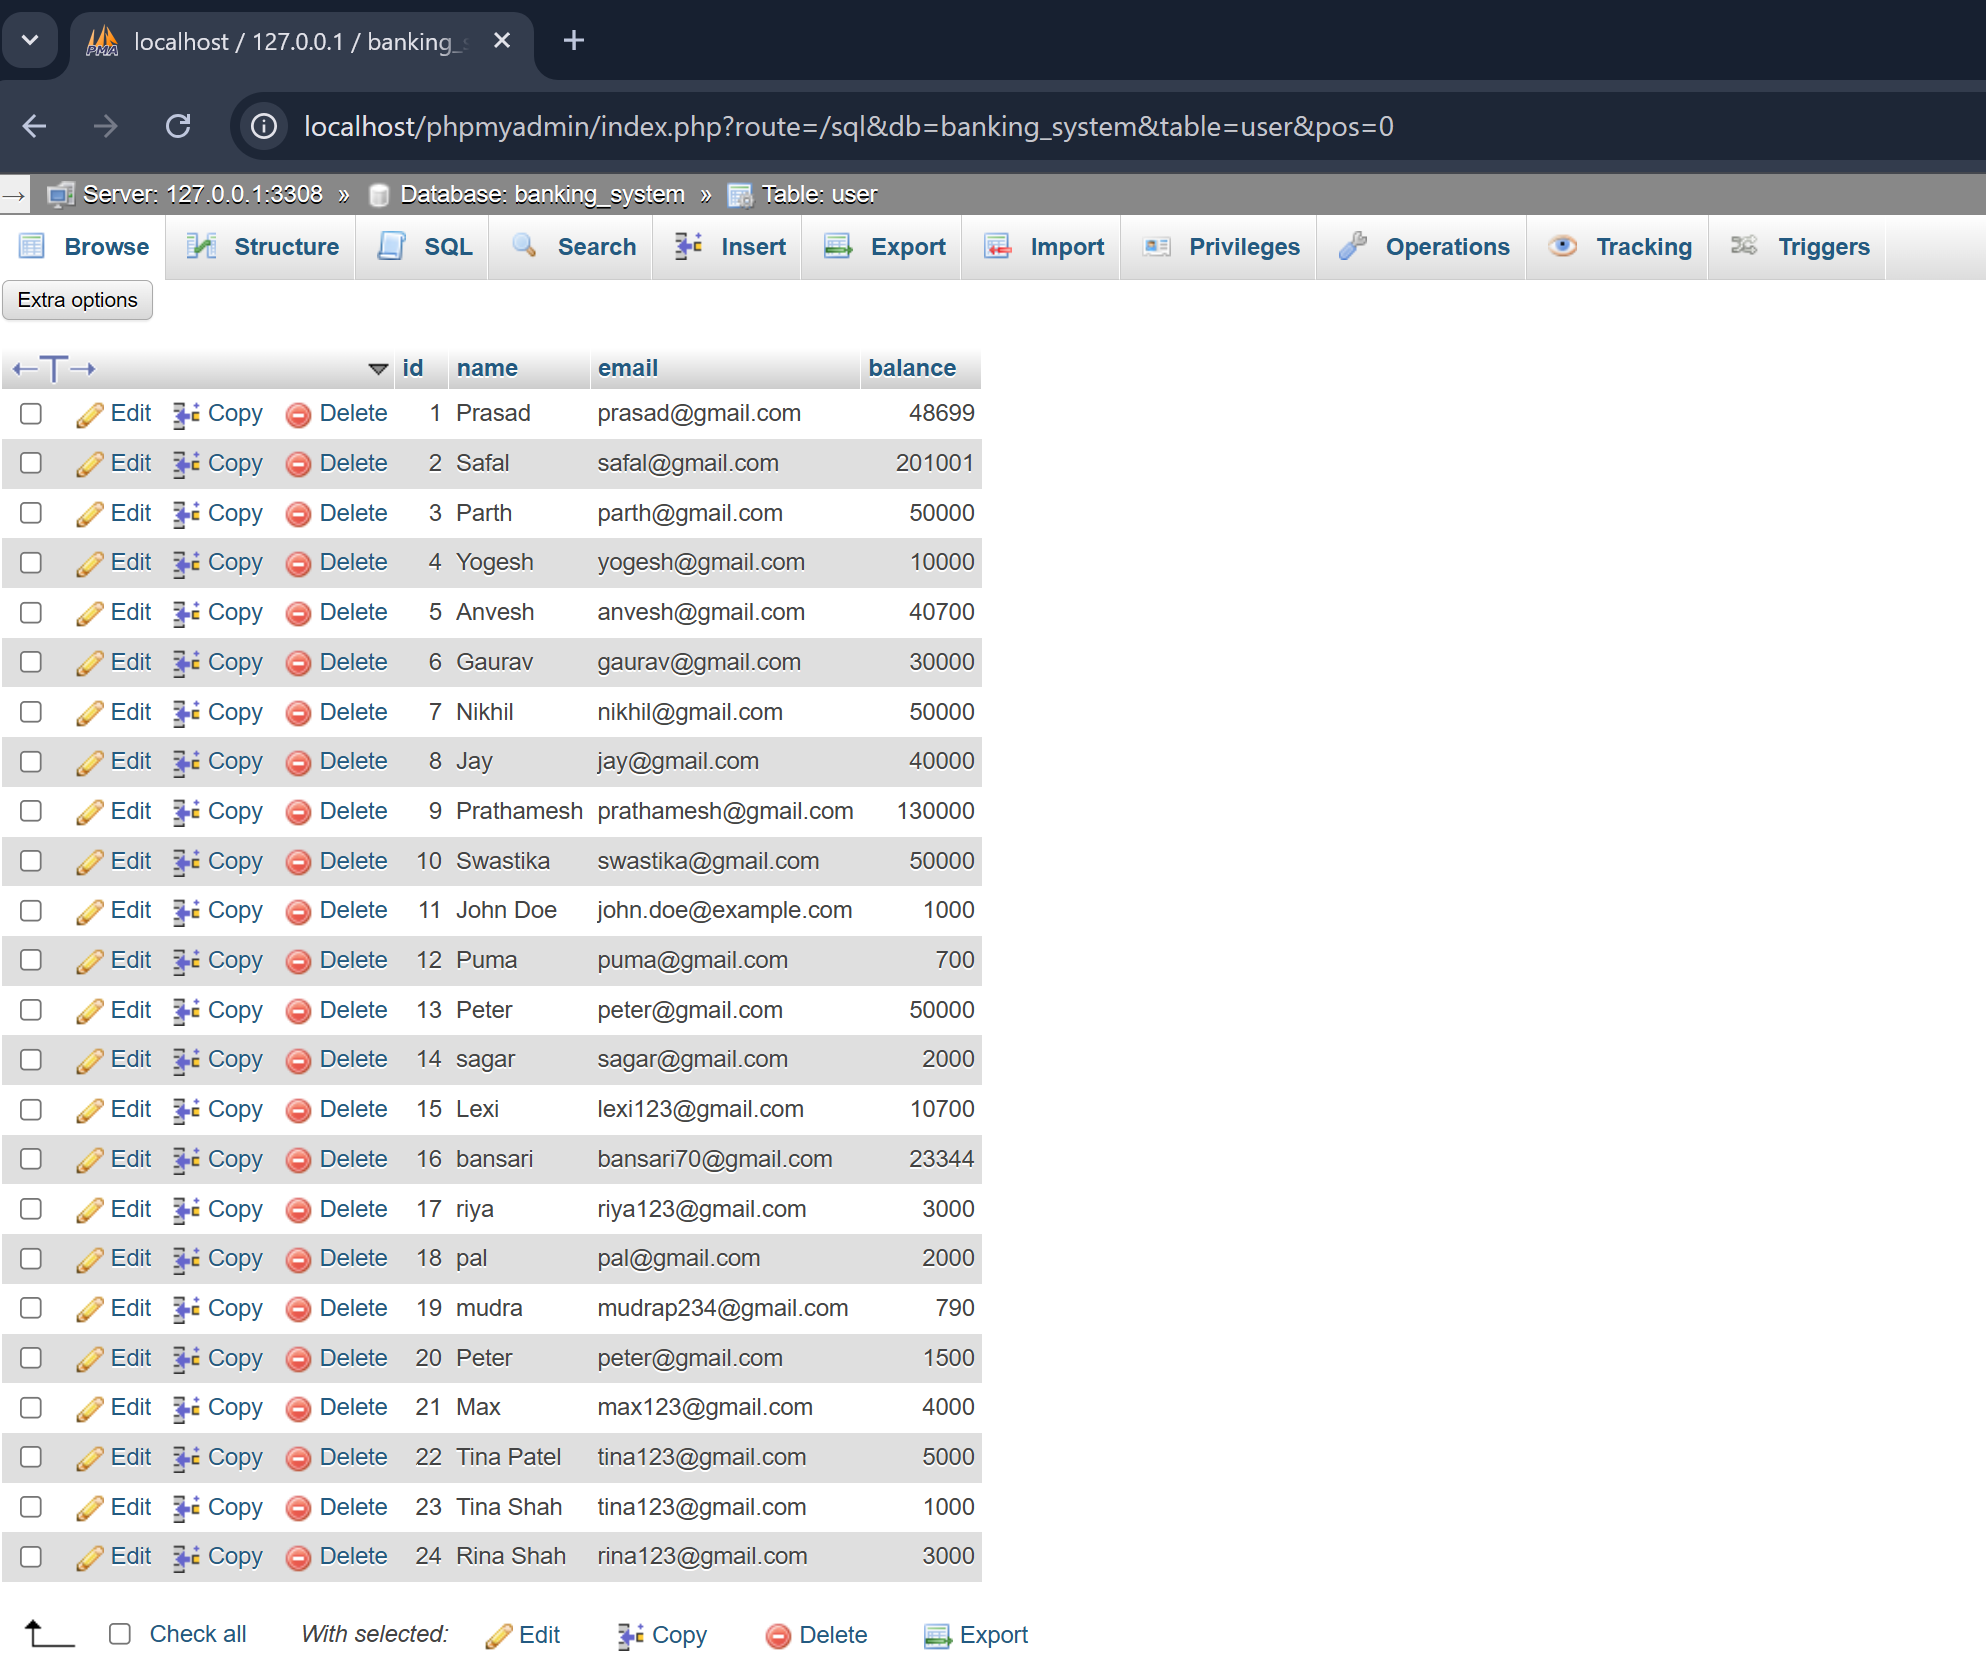 localhost / 127.0.0.1 / banking_s
localhost/phpmyadmin/index.php?route=/sql&db=banking_system&table=user&pos=0
Server: 127.0.0.1:3308 » Database: banking_system » Table: user
Browse Structure SQL Search Insert Export Import Privileges Operations Tracking Triggers
Extra options
←T→ id name email balance
Edit Copy Delete 1 Prasad prasad@gmail.com 48699
Edit Copy Delete 2 Safal safal@gmail.com 201001
Edit Copy Delete 3 Parth parth@gmail.com 50000
Edit Copy Delete 4 Yogesh yogesh@gmail.com 10000
Edit Copy Delete 5 Anvesh anvesh@gmail.com 40700
Edit Copy Delete 6 Gaurav gaurav@gmail.com 30000
Edit Copy Delete 7 Nikhil nikhil@gmail.com 50000
Edit Copy Delete 8 Jay jay@gmail.com 40000
Edit Copy Delete 9 Prathamesh prathamesh@gmail.com 130000
Edit Copy Delete 10 Swastika swastika@gmail.com 50000
Edit Copy Delete 11 John Doe john.doe@example.com 1000
Edit Copy Delete 12 Puma puma@gmail.com 700
Edit Copy Delete 13 Peter peter@gmail.com 50000
Edit Copy Delete 14 sagar sagar@gmail.com 2000
Edit Copy Delete 15 Lexi lexi123@gmail.com 10700
Edit Copy Delete 16 bansari bansari70@gmail.com 23344
Edit Copy Delete 17 riya riya123@gmail.com 3000
Edit Copy Delete 18 pal pal@gmail.com 2000
Edit Copy Delete 19 mudra mudrap234@gmail.com 790
Edit Copy Delete 20 Peter peter@gmail.com 1500
Edit Copy Delete 21 Max max123@gmail.com 4000
Edit Copy Delete 22 Tina Patel tina123@gmail.com 5000
Edit Copy Delete 23 Tina Shah tina123@gmail.com 1000
Edit Copy Delete 24 Rina Shah rina123@gmail.com 3000
Check all With selected: Edit Copy Delete Export